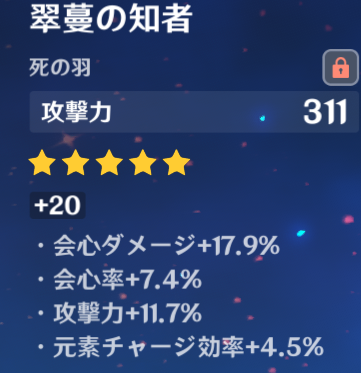 翠蔓の知者
死の羽
攻撃力 311
+20
・会心ダメージ+17.9%
・会心率+7.4%
・攻撃力+11.7%
・元素チャージ効率+4.5%